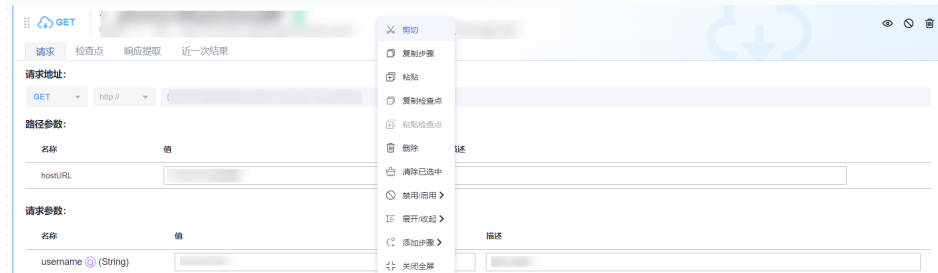 GET
请求 检查点 响应提取 近一次结果
请求地址:
GET http:// {
路径参数:
名称 值 描述
hostURL
请求参数:
名称 值 描述
username Q (String)
剪切
复制步骤
粘贴
复制检查点
粘贴检查点
删除
清除已选中
禁用/启用
展开/收起
添加步骤
关闭全屏